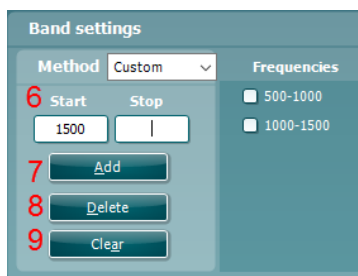 Band settings
Method Custom Frequencies
6 Start Stop 500-1000
1500 1000-1500
7 Add
8 Delete
9 Clear